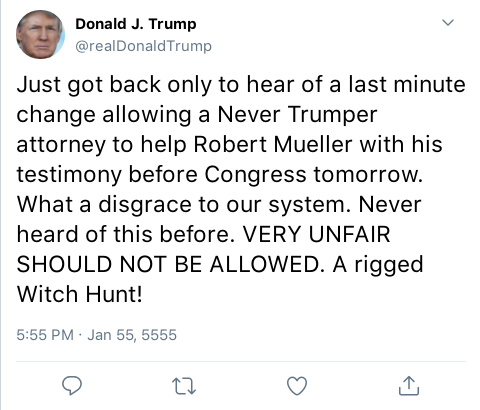 Donald J. Trump
@realDonaldTrump
Just got back only to hear of a last minute
change allowing a Never Trumper
attorney to help Robert Mueller with his
testimony before Congress tomorrow.
What a disgrace to our system. Never
heard of this before. VERY UNFAIR
SHOULD NOT BE ALLOWED. A rigged
Witch Hunt!
5:55 PM · Jan 55, 5555